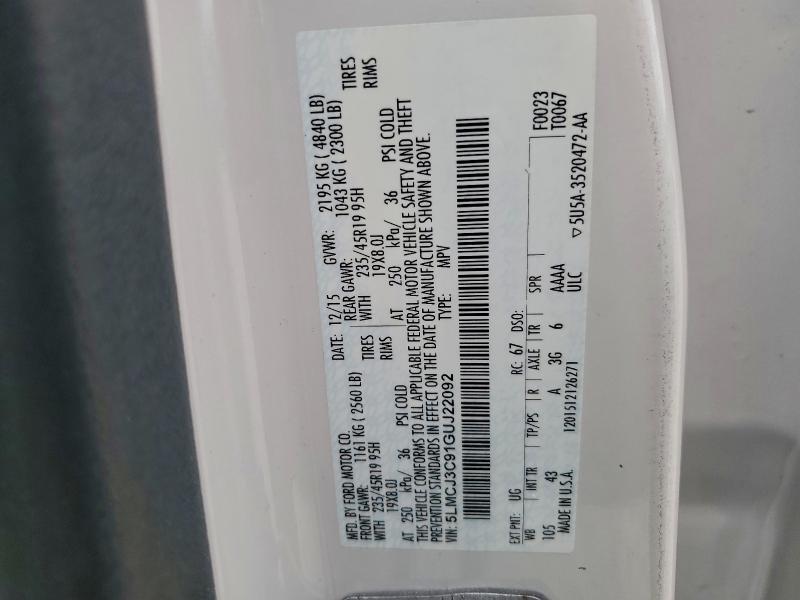 MFD. BY FORD MOTOR CO.
DATE: 12/15 GVWR: 2195 KG ( 4840 LB)
FRONT GAWR: 1161 KG ( 2560 LB) REAR GAWR: 1043 KG ( 2300 LB)
WITH 235/45R19 95H TIRES WITH 235/45R19 95H TIRES
19X8.0J RIMS 19X8.0J RIMS
AT 250 kPa/ 36 PSI COLD AT 250 kPa/ 36 PSI COLD
THIS VEHICLE CONFORMS TO ALL APPLICABLE FEDERAL MOTOR VEHICLE SAFETY AND THEFT
PREVENTION STANDARDS IN EFFECT ON THE DATE OF MANUFACTURE SHOWN ABOVE.
VIN: 5LMCJ3C91GUJ22092 TYPE: MPV
F0023
T0067
EXT PNT: UG RC: 67 DSO:
WB INT TR TP/PS R AXLE TR SPR
105 43 A 3G 6 AAAA
MADE IN U.S.A. 1201512126271 ULC
▽5U5A-3520472-AA